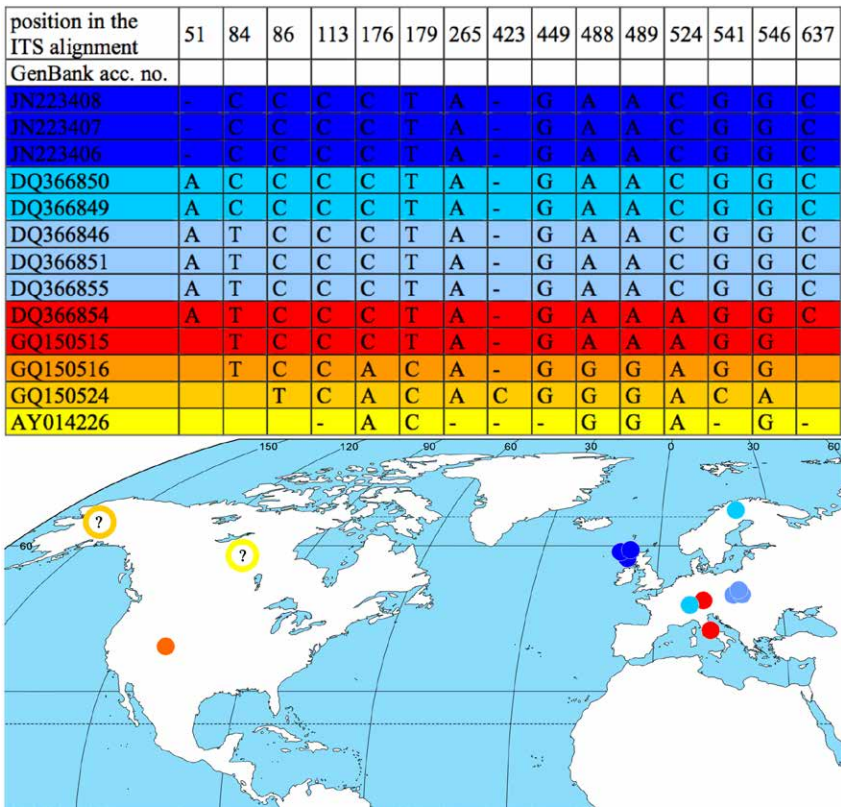 position in the ITS alignment 51 84 86 113 176 179 265 423 449 488 489 524 541 546 637
GenBank acc. no.
JN223408 - C C C C T A - G A A C G G C
JN223407 - C C C C T A - G A A C G G C
JN223406 - C C C C T A - G A A C G G C
DQ366850 A C C C C T A - G A A C G G C
DQ366849 A C C C C T A - G A A C G G C
DQ366846 A T C C C T A - G A A C G G C
DQ366851 A T C C C T A - G A A C G G C
DQ366855 A T C C C T A - G A A C G G C
DQ366854 A T C C C T A - G A A A G G C
GQ150515 T C C C T A - G A A A G G
GQ150516 T C C A C A - G G G A G G
GQ150524 T C A C A C G G G A C A
AY014226 - A C - - - G G A - G -
150 120 90 60 30 0 30 60
60
?
?